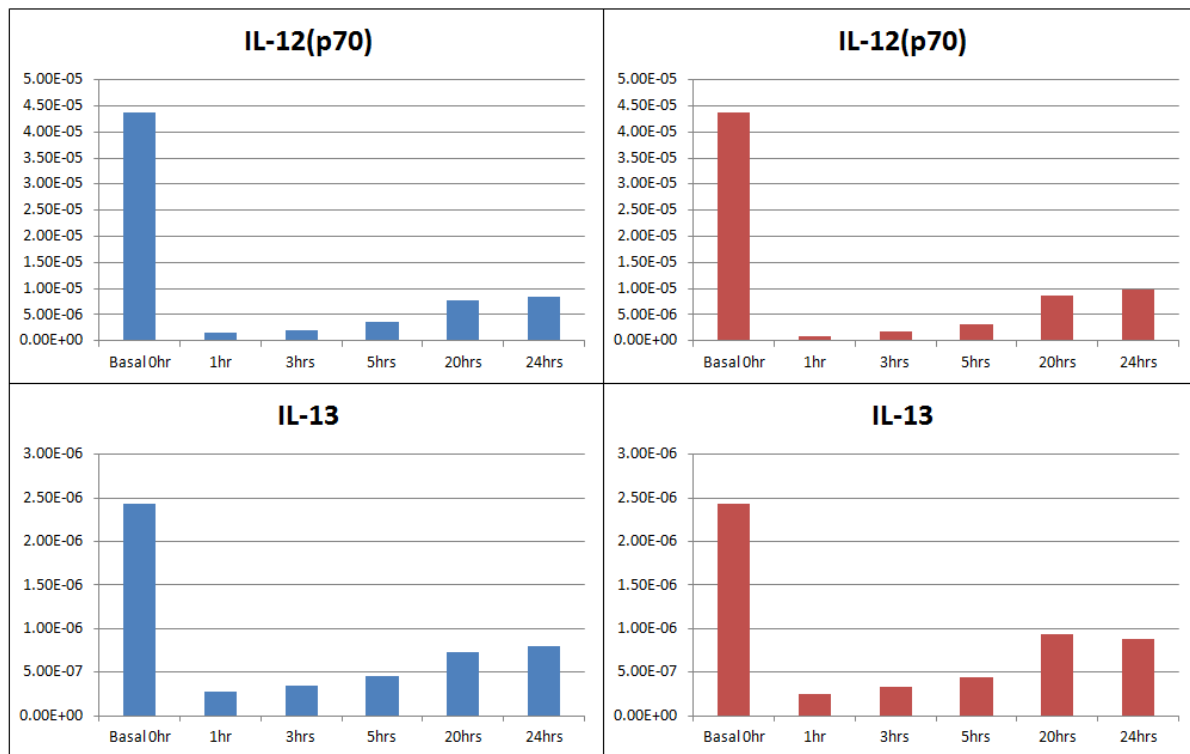 IL-12(p70)
5.00E-05
4.50E-05
4.00E-05
3.50E-05
3.00E-05
2.50E-05
2.00E-05
1.50E-05
1.00E-05
5.00E-06
0.00E+00
Basal 0hr 1hr 3hrs 5hrs 20hrs 24hrs
IL-12(p70)
5.00E-05
4.50E-05
4.00E-05
3.50E-05
3.00E-05
2.50E-05
2.00E-05
1.50E-05
1.00E-05
5.00E-06
0.00E+00
Basal 0hr 1hr 3hrs 5hrs 20hrs 24hrs
IL-13
3.00E-06
2.50E-06
2.00E-06
1.50E-06
1.00E-06
5.00E-07
0.00E+00
Basal 0hr 1hr 3hrs 5hrs 20hrs 24hrs
IL-13
3.00E-06
2.50E-06
2.00E-06
1.50E-06
1.00E-06
5.00E-07
0.00E+00
Basal 0hr 1hr 3hrs 5hrs 20hrs 24hrs